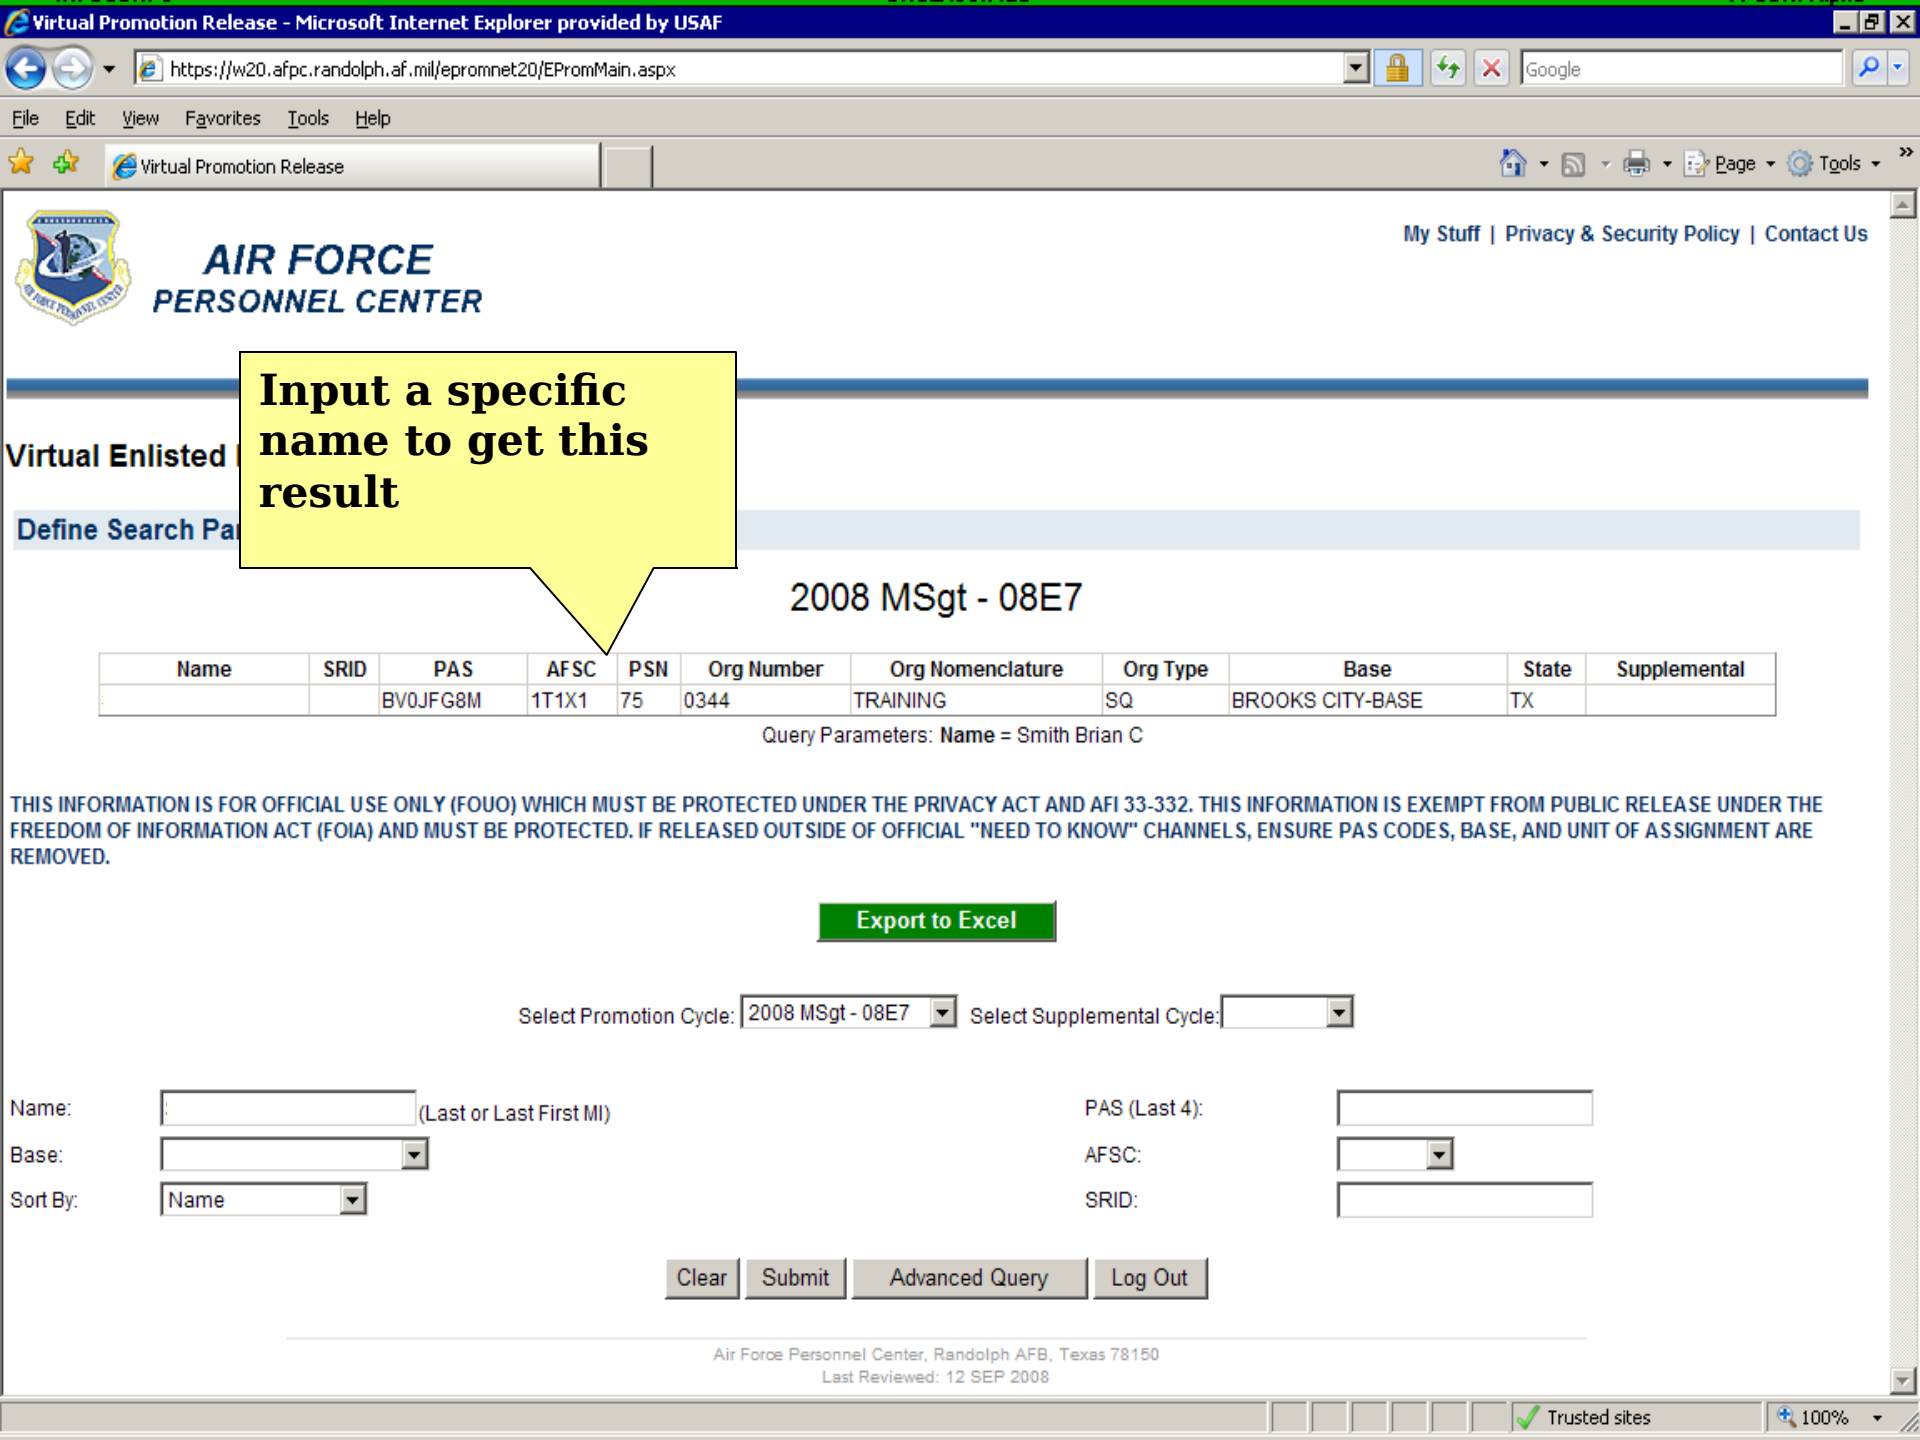 Virtual Promotion Release - Microsoft Internet Explorer provided by USAF
https://w20.afpc.randolph.af.mil/epromnet20/EPromMain.aspx
Google
File Edit View Favorites Tools Help
Virtual Promotion Release
Page Tools »
AIR FORCE
PERSONNEL CENTER
My Stuff | Privacy & Security Policy | Contact Us
Input a specific
name to get this
result
Virtual Enlisted
Define Search
2008 MSgt - 08E7
Name SRID PAS AFSC PSN Org Number Org Nomenclature Org Type Base State Supplemental
BV0JFG8M 1T1X1 75 0344 TRAINING SQ BROOKS CITY-BASE TX
Query Parameters: Name = Smith Brian C
THIS INFORMATION IS FOR OFFICIAL USE ONLY (FOUO) WHICH MUST BE PROTECTED UNDER THE PRIVACY ACT AND AFI 33-332. THIS INFORMATION IS EXEMPT FROM PUBLIC RELEASE UNDER THE
FREEDOM OF INFORMATION ACT (FOIA) AND MUST BE PROTECTED. IF RELEASED OUTSIDE OF OFFICIAL "NEED TO KNOW" CHANNELS, ENSURE PAS CODES, BASE, AND UNIT OF ASSIGNMENT ARE
REMOVED.
Export to Excel
Select Promotion Cycle: 2008 MSgt - 08E7 Select Supplemental Cycle:
Name: (Last or Last First MI) PAS (Last 4):
Base: AFSC:
Sort By: Name SRID:
Clear Submit Advanced Query Log Out
Air Force Personnel Center, Randolph AFB, Texas 78150
Last Reviewed: 12 SEP 2008
Trusted sites 100%